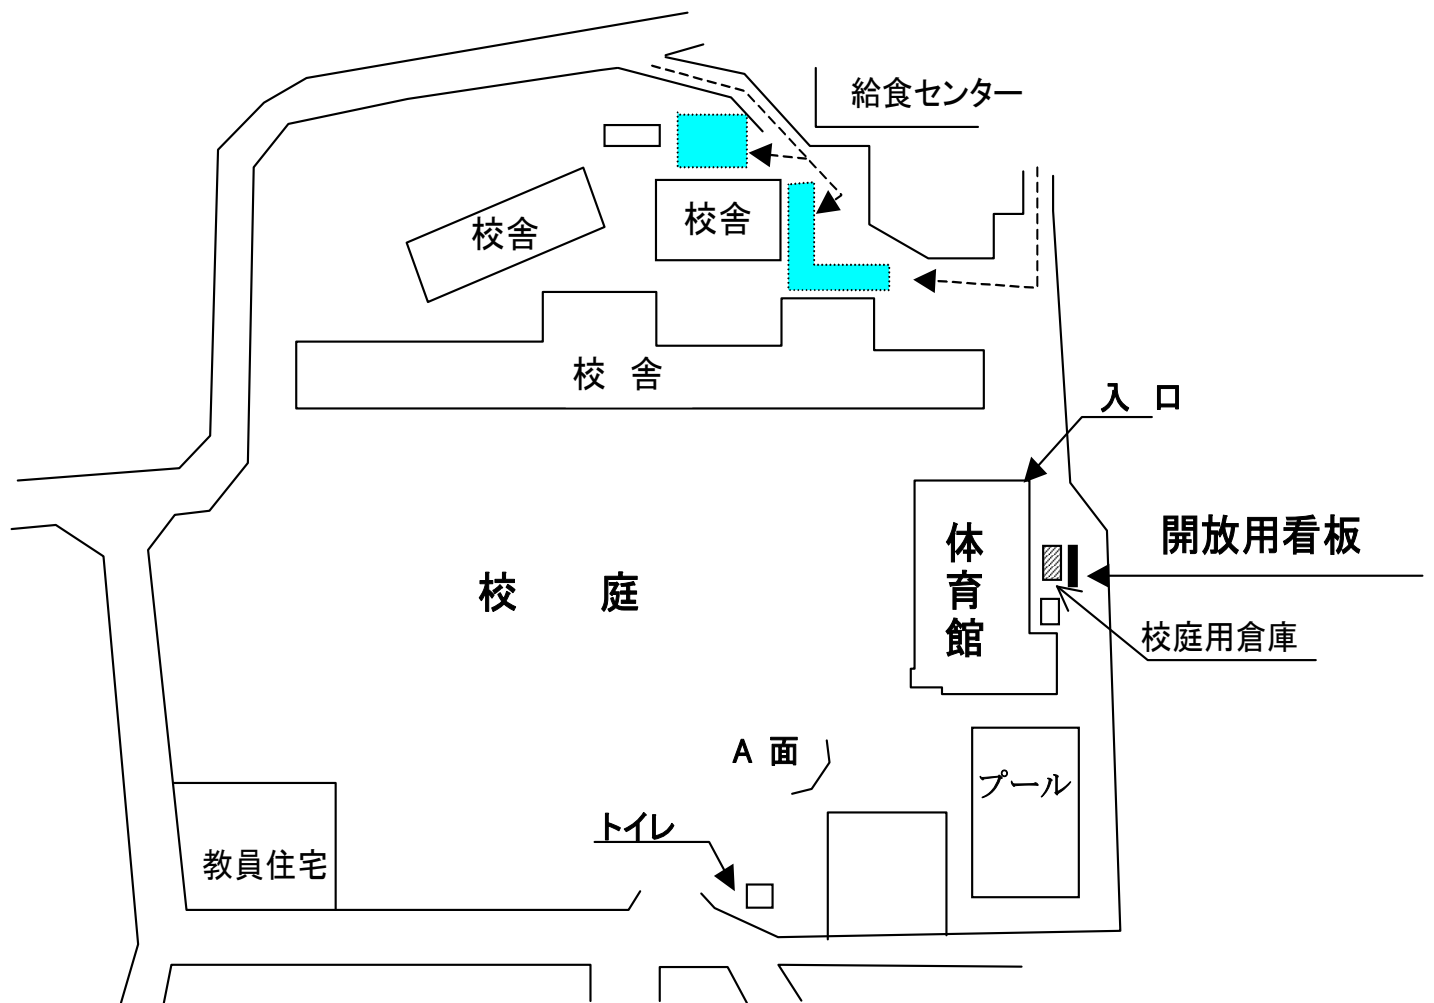 給食センター
校舎
校舎
校 舎
入 口
体育館
開放用看板
校 庭
校庭用倉庫
A 面
プール
トイレ
教員住宅